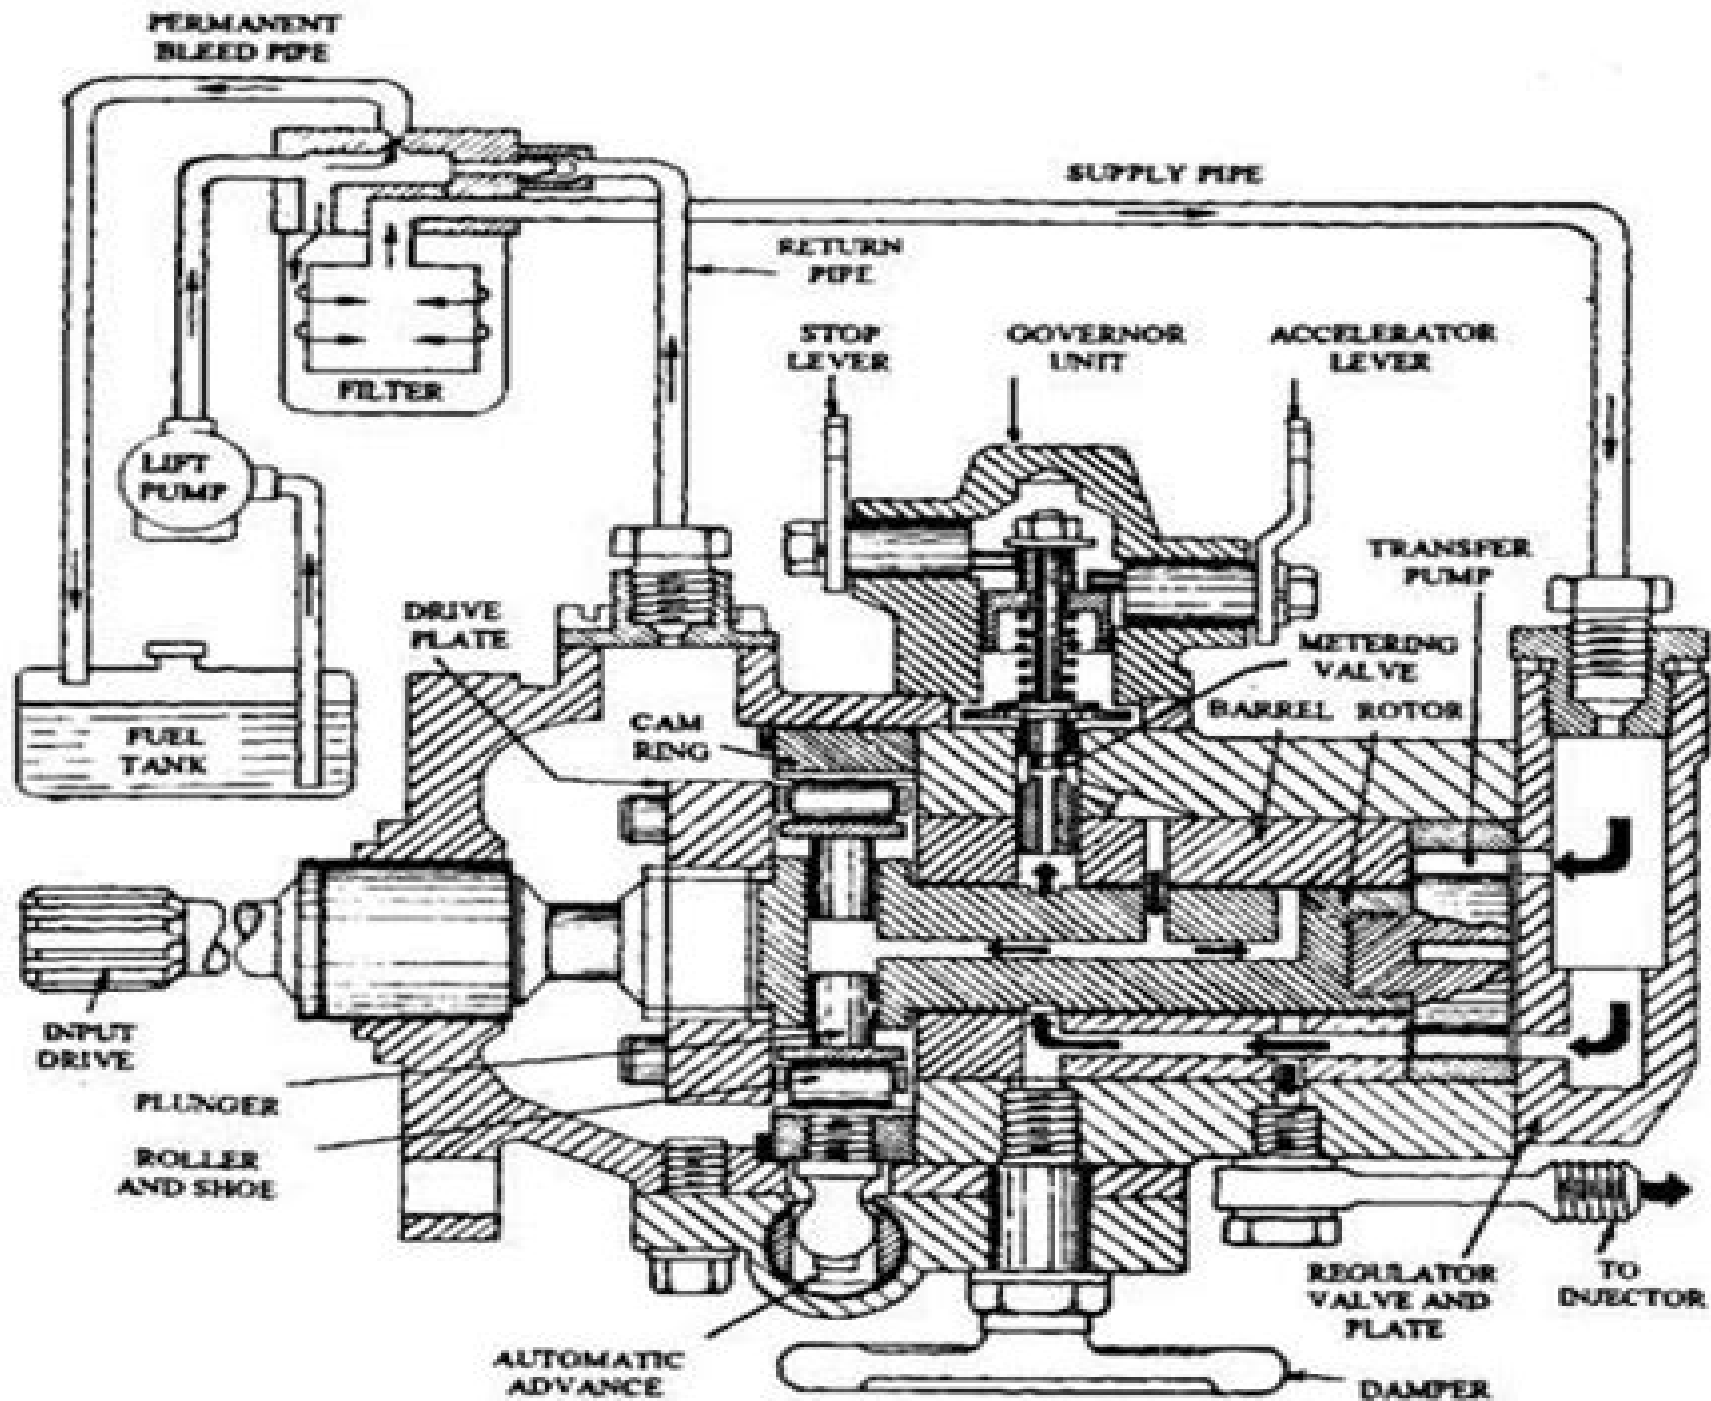 PERMANENT
BLEED PIPE
SUPPLY PIPE
RETURN
PIPE
STOP
LEVER
GOVERNOR
UNIT
ACCELERATOR
LEVER
FILTER
LIFT
PUMP
TRANSFER
PUMP
DRIVE
PLATE
METERING
VALVE
CAM
RING
BARREL ROTOR
FUEL
TANK
INPUT
DRIVE
PLUNGER
ROLLER
AND SHOE
REGULATOR
VALVE AND
PLATE
TO
INJECTOR
AUTOMATIC
ADVANCE
DAMPER